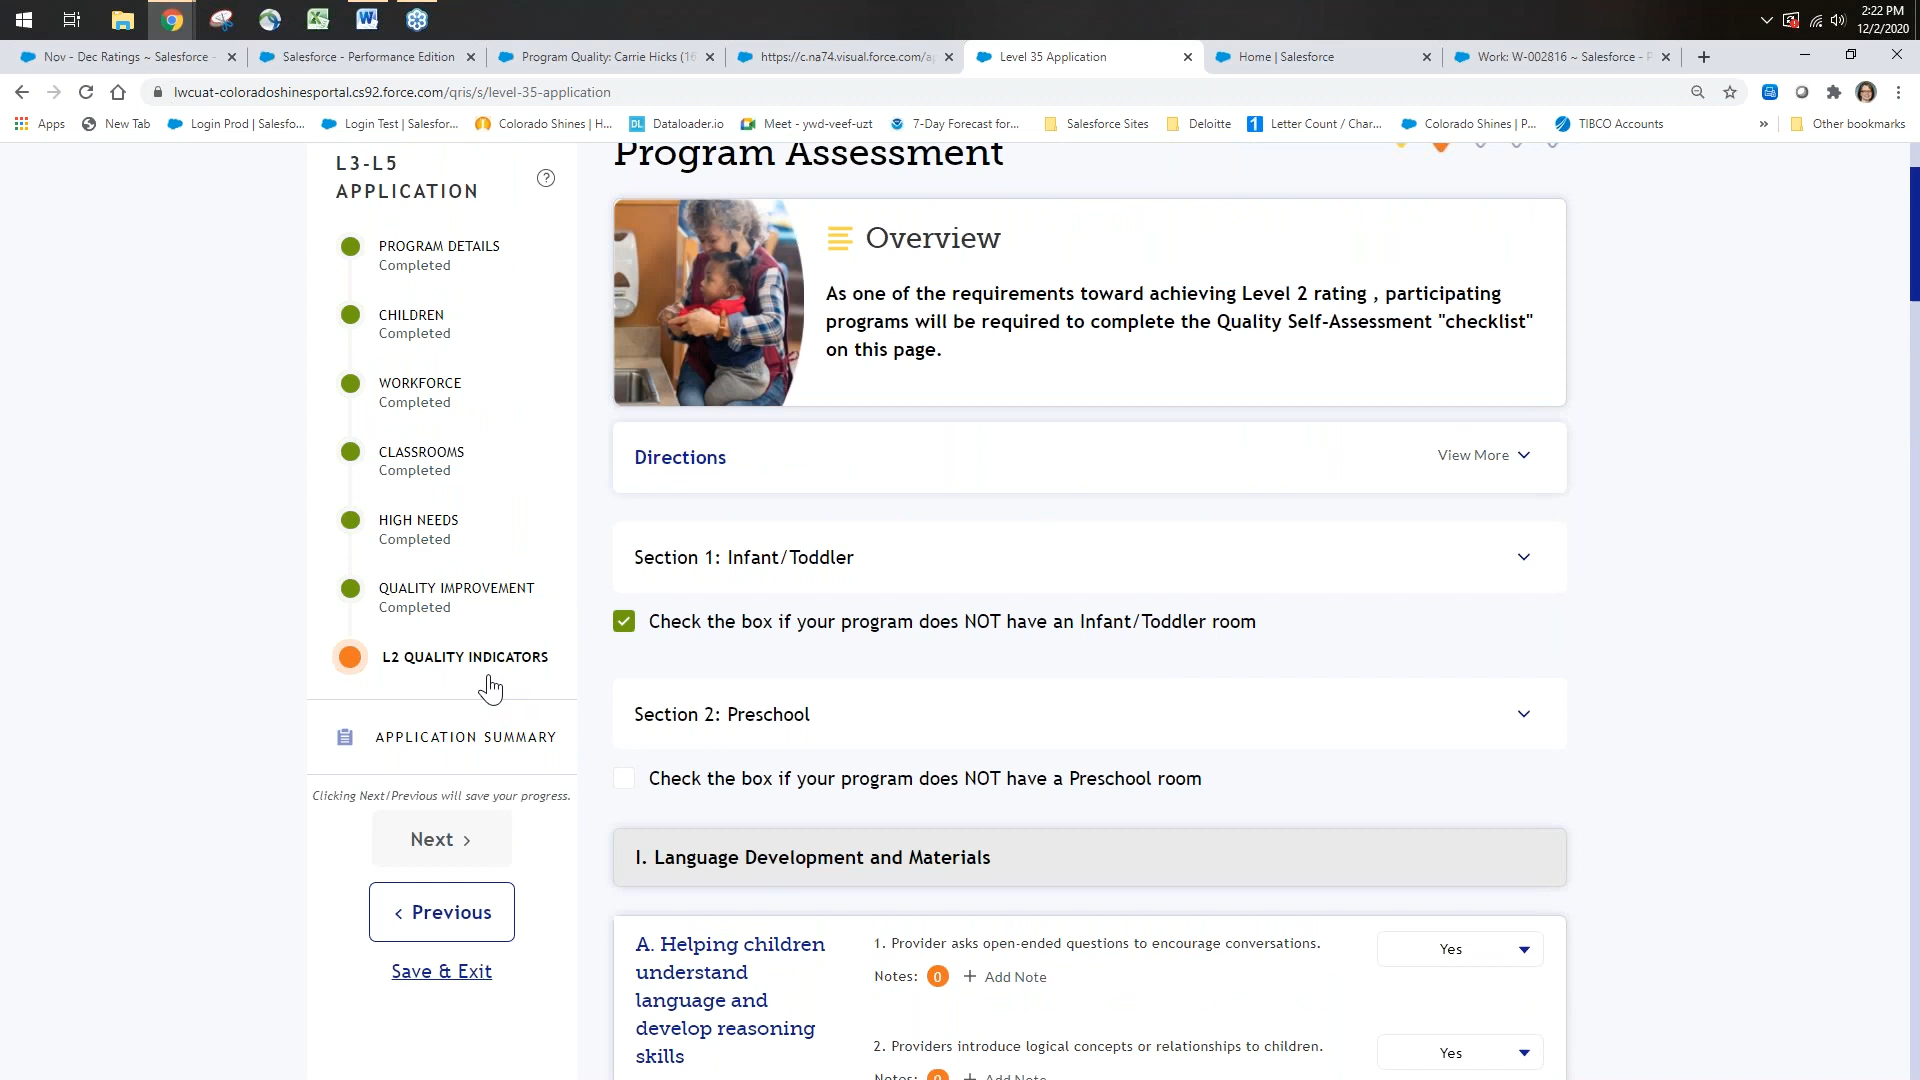 2:22 PM
12/2/2020
Nov - Dec Ratings ~ Salesforce -
Salesforce - Performance Edition
Program Quality: Carrie Hicks (16
https://c.na74.visual.force.com/ap
Level 35 Application
Home | Salesforce
Work: W-002816 ~ Salesforce - P
lwcuat-coloradoshinesportal.cs92.force.com/qris/s/level-35-application
Apps
New Tab
Login Prod | Salesfo...
Login Test | Salesfor...
Colorado Shines | H...
DL Dataloader.io
Meet - ywd-veef-uzt
7-Day Forecast for...
Salesforce Sites
Deloitte
1 Letter Count / Char...
Colorado Shines | P...
TIBCO Accounts
» Other bookmarks
L3-L5
APPLICATION
?
PROGRAM DETAILS
Completed
CHILDREN
Completed
WORKFORCE
Completed
CLASSROOMS
Completed
HIGH NEEDS
Completed
QUALITY IMPROVEMENT
Completed
L2 QUALITY INDICATORS
APPLICATION SUMMARY
Clicking Next/Previous will save your progress.
Next >
< Previous
Save & Exit
Program Assessment
Overview
As one of the requirements toward achieving Level 2 rating , participating
programs will be required to complete the Quality Self-Assessment "checklist"
on this page.
Directions
View More
Section 1: Infant/Toddler
Check the box if your program does NOT have an Infant/Toddler room
Section 2: Preschool
Check the box if your program does NOT have a Preschool room
I. Language Development and Materials
A. Helping children
understand
language and
develop reasoning
skills
1. Provider asks open-ended questions to encourage conversations.
Yes
Notes: 0 + Add Note
2. Providers introduce logical concepts or relationships to children.
Yes
Notes: 0 + Add Note